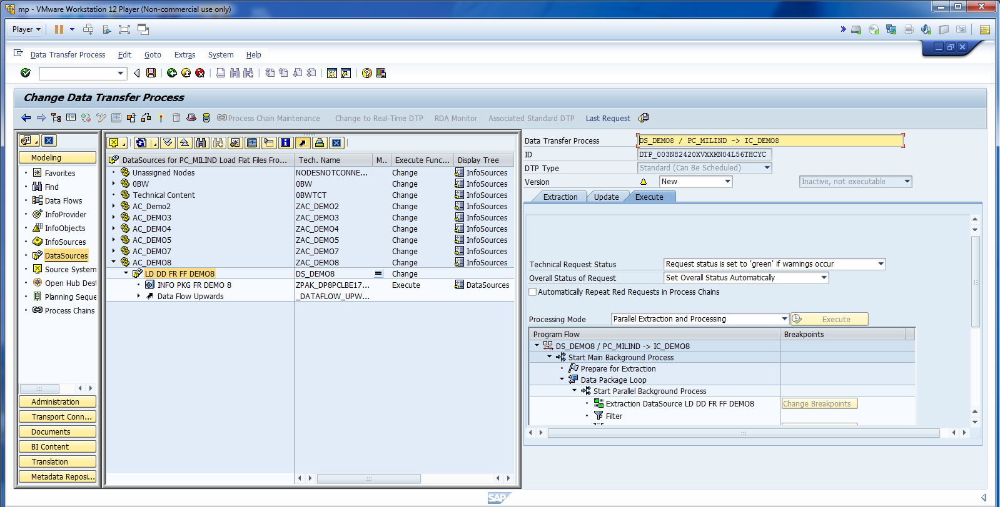 mp - VMware Workstation 12 Player (Non-commercial use only)
Player
Data Transfer Process Edit Goto Extras System Help
Change Data Transfer Process
Process Chain Maintenance Change to Real-Time DTP RDA Monitor Associated Standard DTP Last Request
Modeling
Favorites
Find
Data Flows
InfoProvider
InfoObjects
InfoSources
DataSources
Source System
Open Hub Dest
Planning Seque
Process Chains
Administration
Transport Conn...
Documents
BI Content
Translation
Metadata Reposi...
DataSources for PC_MILIND Load Flat Files Fro... Tech. Name M.. Execute Func... Display Tree
Unassigned Nodes NODESNOTCONNE... Change InfoSources
0BW 0BW Change InfoSources
Technical Content 0BWTCT Change InfoSources
AC_Demo2 ZAC_DEMO2 Change InfoSources
AC_DEMO3 ZAC_DEMO3 Change InfoSources
AC_DEMO4 ZAC_DEMO4 Change InfoSources
AC_DEMO5 ZAC_DEMO5 Change InfoSources
AC_DEMO7 ZAC_DEMO7 Change InfoSources
AC_DEMO8 ZAC_DEMO8 Change InfoSources
LD DD FR FF DEMO8 DS_DEMO8 = Change
INFO PKG FR DEMO 8 ZPAK_DP8PCLBE17... Execute DataSources
Data Flow Upwards _DATAFLOW_UPW...
Data Transfer Process DS_DEMO8 / PC_MILIND -> IC_DEMO8
ID DTP_003N82420XVXXKN04L56THCYC
DTP Type Standard (Can Be Scheduled)
Version New Inactive, not executable
Extraction Update Execute
Technical Request Status Request status is set to 'green' if warnings occur
Overall Status of Request Set Overall Status Automatically
Automatically Repeat Red Requests in Process Chains
Processing Mode Parallel Extraction and Processing Execute
Program Flow Breakpoints
DS_DEMO8 / PC_MILIND -> IC_DEMO8
Start Main Background Process
Prepare for Extraction
Data Package Loop
Start Parallel Background Process
Extraction DataSource LD DD FR FF DEMO8 Change Breakpoints
Filter
SAP